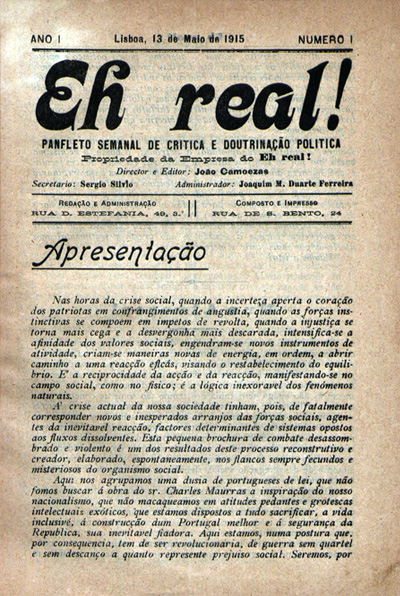 ANO I
Lisboa, 13 de Maio de 1915
NUMERO I
Eh real!
PANFLETO SEMANAL DE CRITICA E DOUTRINAÇÃO POLITICA
Propriedade da Empresa do Eh real!
Director e Editor: João Camoezas
Secretario: Sergio Silvio
Administrador: Joaquim M. Duarte Ferreira
REDAÇÃO E ADMINISTRAÇÃO
RUA D. ESTEFANIA, 49, 3.º
COMPOSTO E IMPRESSO
RUA DE S. BENTO, 24
Apresentação
Nas horas da crise social, quando a incerteza aperta o coração
dos patriotas em confrangimentos de angustia, quando as forças ins-
tinctivas se compoem em impetos de revolta, quando a injustiça se
torna mais cega e a despergonha mais descarada, intensifica-se a
afinidade dos valores sociais, engendram-se novos instrumentos de
atividade, criam-se maneiras novas de energia, em ordem, a abrir
caminho a uma reacção eficás, visando o restabelecimento do equili-
brio. E' a reciprocidade da acção e da reacção, manifestando-se no
campo social, como no fisico; é a lógica inexoravel dos fenómenos
naturais.
A' crise actual da nossa sociedade tinham, pois, de fatalmente
corresponder novos e inesperados arranjos das forças sociais, agen-
tes da inevitavel reacção, factores determinantes de sistemas opostos
aos fluxos dissolventes. Esta pequena brochura de combate desassom-
brado e violento é um dos resultados deste processo reconstrutivo e
creador, elaborado, espontaneamente, nos flancos sempre fecundos e
misteriosos do organismo social.
Aqui nos agrupamos uma dusia de portugueses de lei, que não
fomos buscar á obra do sr. Charles Maurras a inspiração do nosso
nacionalismo, que não macaqueamos em atitudes pedantes e grotescas
intelectuais exóticos, que estamos dispostos a tudo sacrificar, a vida
inclusivé, á construcção dum Portugal melhor e á segurança da
Republica, sua inevitavel fiadora. Aqui estamos, numa postura que,
por consequencia, tem de ser revolucionaria, de guerra sem quartel
e sem descanço a quanto represente prejuiso social. Seremos, por